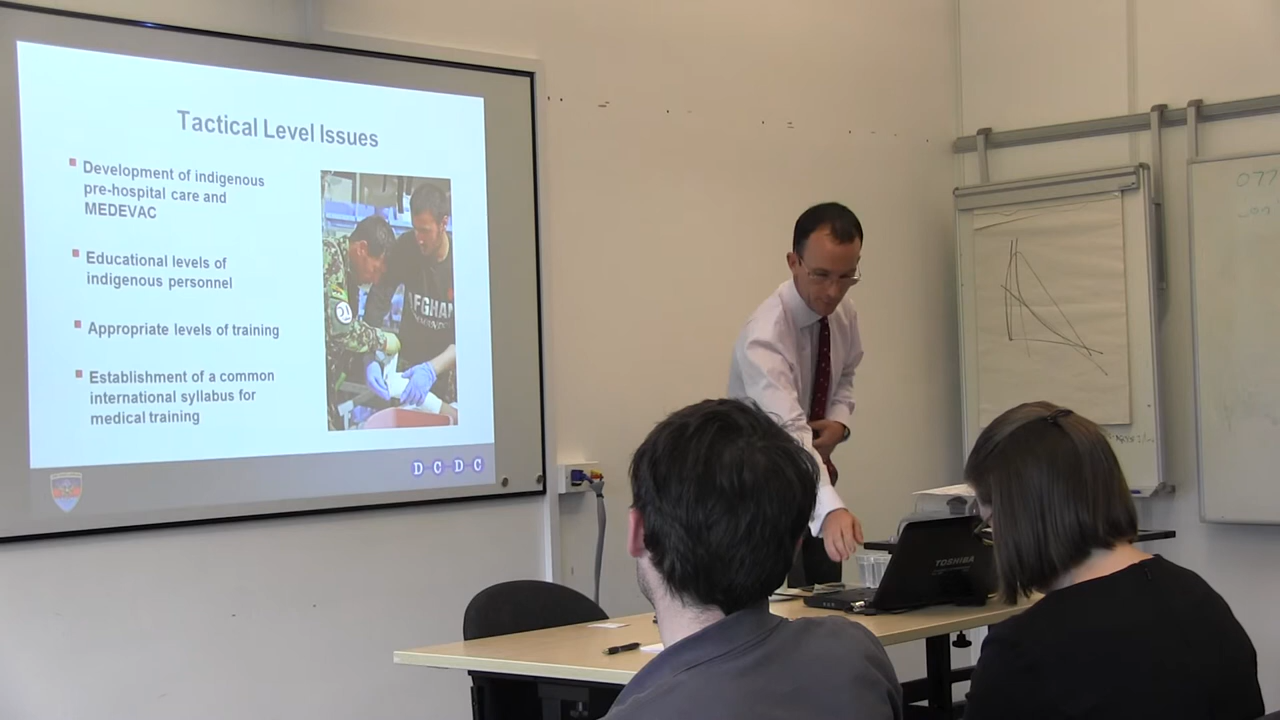 Tactical Level Issues
Development of indigenous
pre-hospital care and
MEDEVAC
Educational levels of
indigenous personnel
Appropriate levels of training
Establishment of a common
international syllabus for
medical training
AFGHAN
D C D C
TOSHIBA
077